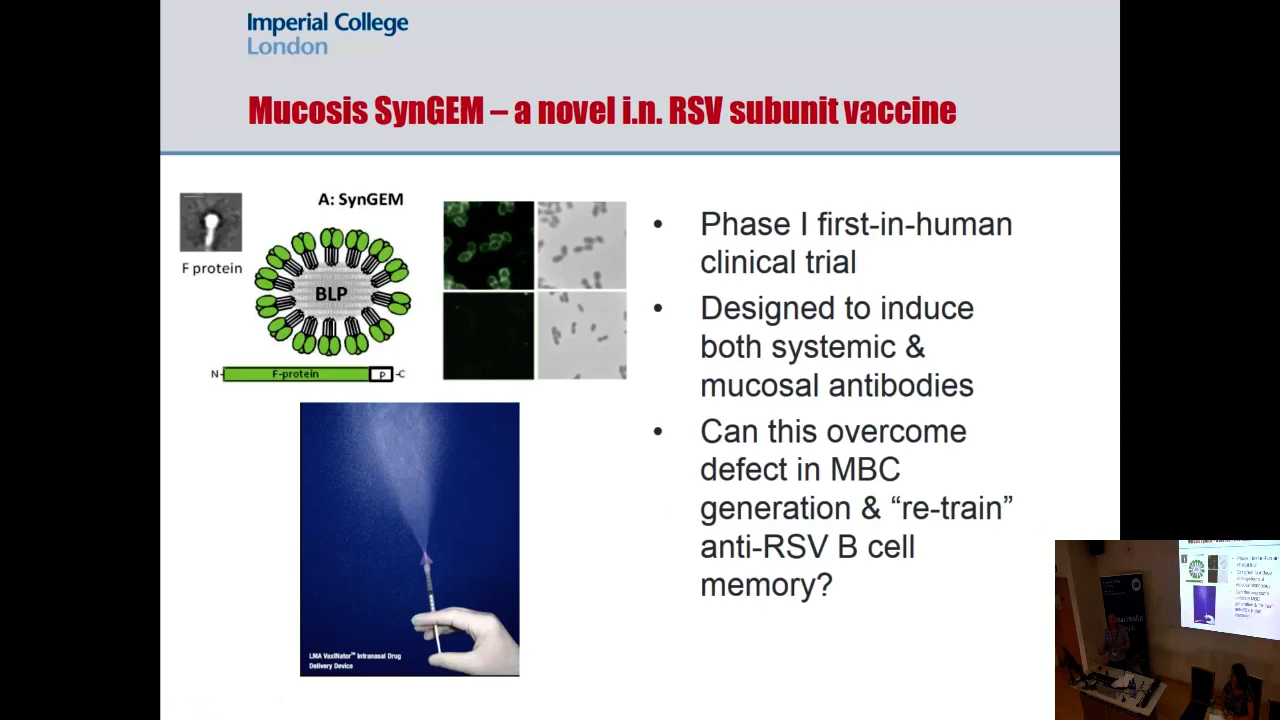 Imperial College
London
Mucosis SynGEM – a novel i.n. RSV subunit vaccine
A: SynGEM
F protein
BLP
N- F-protein P -C
LMA VaxINator™ Intranasal Drug
Delivery Device
• Phase I first-in-human
clinical trial
• Designed to induce
both systemic &
mucosal antibodies
• Can this overcome
defect in MBC
generation & “re-train”
anti-RSV B cell
memory?